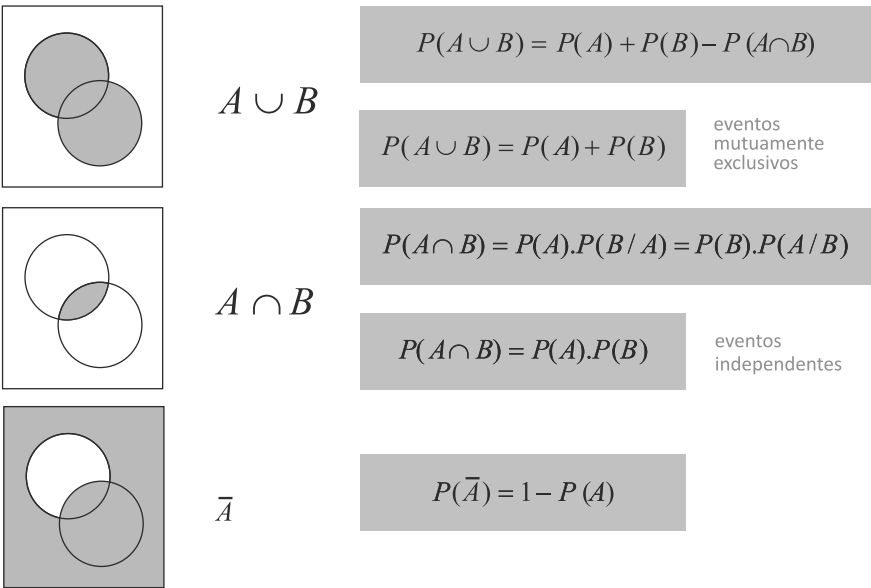 A ∪ B
P(A ∪ B) = P(A) + P(B) − P(A∩B)
P(A ∪ B) = P(A) + P(B)
eventos
mutuamente
exclusivos
A ∩ B
P(A∩B) = P(A).P(B/A) = P(B).P(A/B)
P(A∩B) = P(A).P(B)
eventos
independentes
A̅
P(A̅) = 1 − P(A)